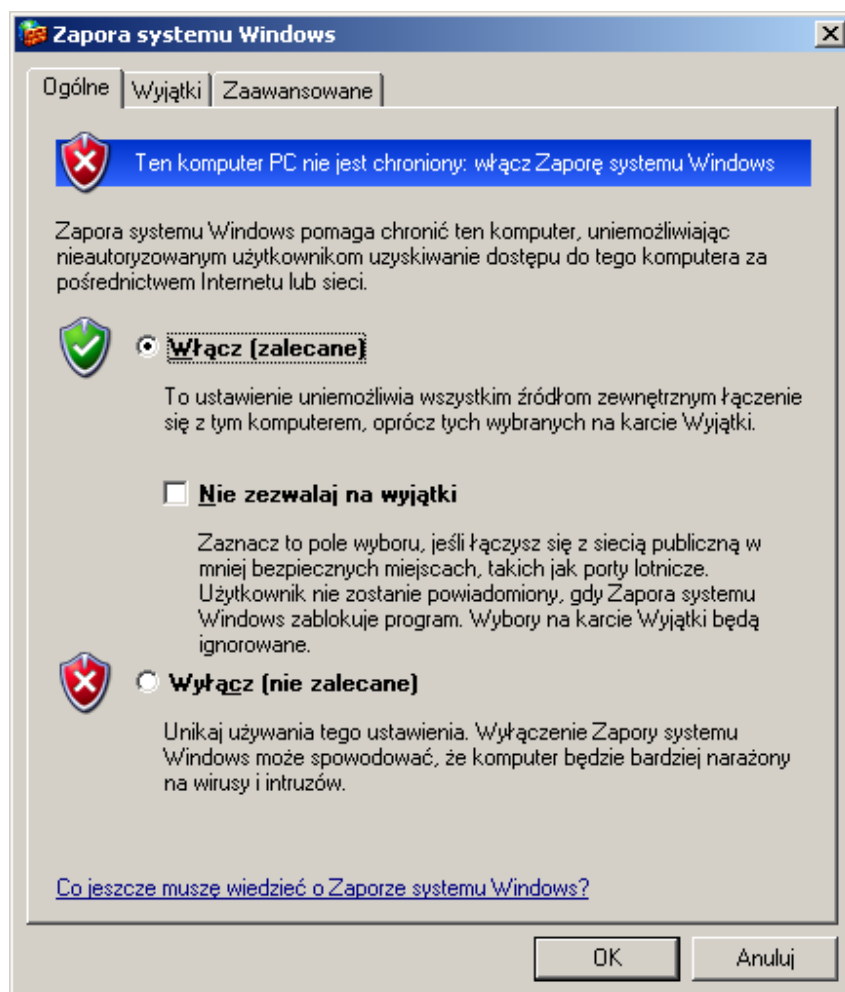 Zapora systemu Windows
Ogólne
Wyjątki
Zaawansowane
Ten komputer PC nie jest chroniony: włącz Zaporę systemu Windows
Zapora systemu Windows pomaga chronić ten komputer, uniemożliwiając
nieautoryzowanym użytkownikom uzyskiwanie dostępu do tego komputera za
pośrednictwem Internetu lub sieci.
Włącz (zalecane)
To ustawienie uniemożliwia wszystkim źródłom zewnętrznym łączenie
się z tym komputerem, oprócz tych wybranych na karcie Wyjątki.
Nie zezwalaj na wyjątki
Zaznacz to pole wyboru, jeśli łączysz się z siecią publiczną w
mniej bezpiecznych miejscach, takich jak porty lotnicze.
Użytkownik nie zostanie powiadomiony, gdy Zapora systemu
Windows zablokuje program. Wybory na karcie Wyjątki będą
ignorowane.
Wyłącz (nie zalecane)
Unikaj używania tego ustawienia. Wyłączenie Zapory systemu
Windows może spowodować, że komputer będzie bardziej narażony
na wirusy i intruzów.
Co jeszcze muszę wiedzieć o Zaporze systemu Windows?
OK
Anuluj